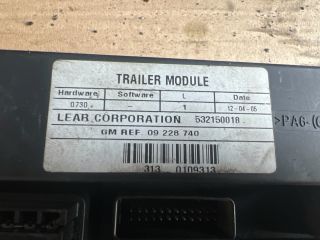 TRAILER MODULE
Hardware Software L Date
0730 - 1 12-04-05
LEAR CORPORATION 532150018
>PA6-(
GM REF. 09 228 740
313 0109313